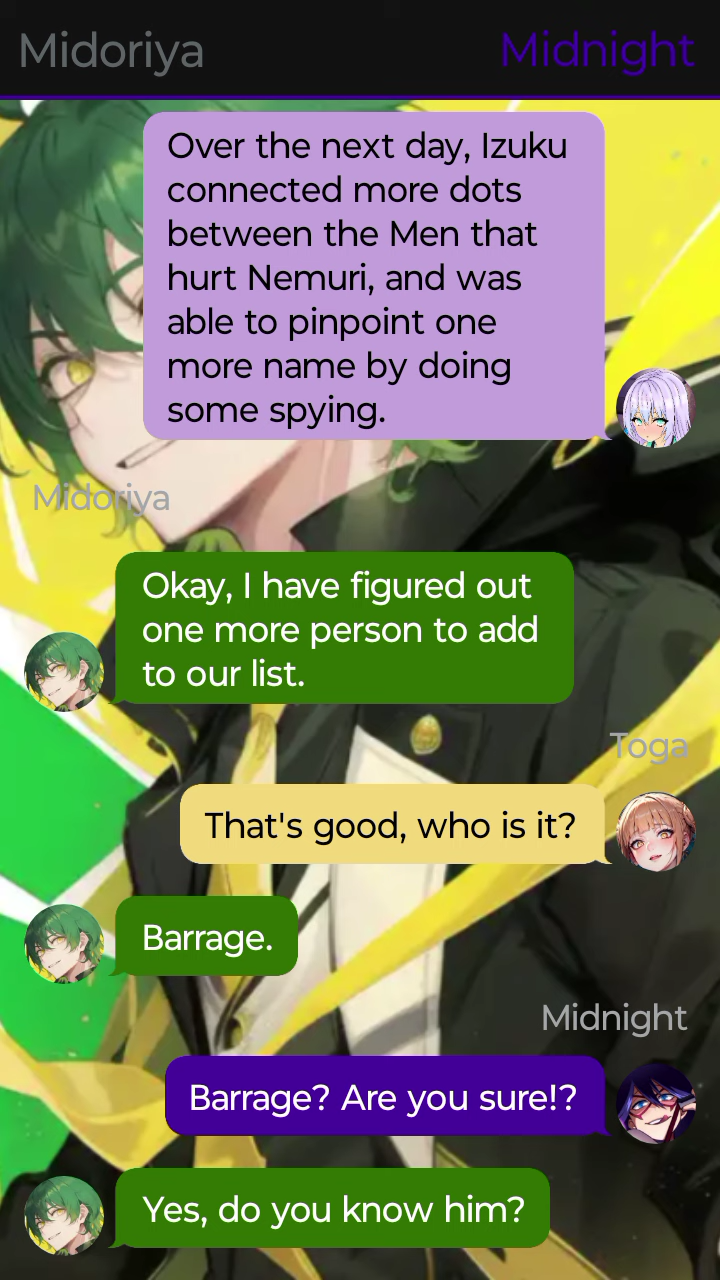 Midoriya
Midnight
Over the next day, Izuku
connected more dots
between the Men that
hurt Nemuri, and was
able to pinpoint one
more name by doing
some spying.
Midoriya
Okay, I have figured out
one more person to add
to our list.
Toga
That's good, who is it?
Barrage.
Midnight
Barrage? Are you sure!?
Yes, do you know him?